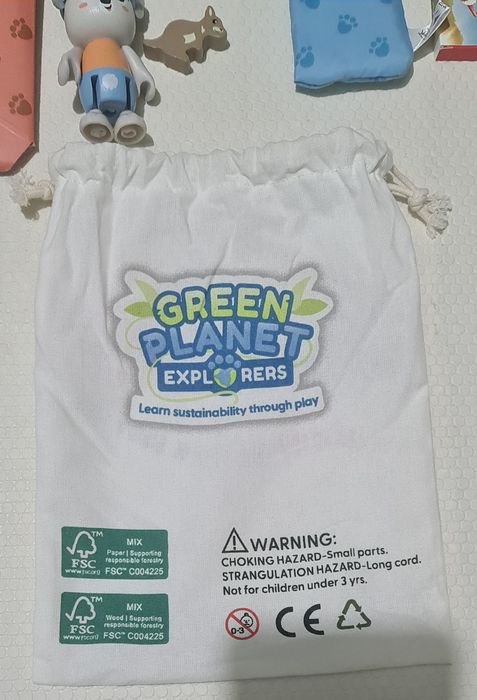 GREEN
PLANET
EXPLORERS
Learn sustainability through play
FSC™
www.fsc.org
MIX
Paper | Supporting
responsible forestry
FSC™ C004225
FSC™
www.fsc.org
MIX
Wood | Supporting
responsible forestry
FSC™ C004225
WARNING:
CHOKING HAZARD-Small parts.
STRANGULATION HAZARD-Long cord.
Not for children under 3 yrs.
0-3
CE